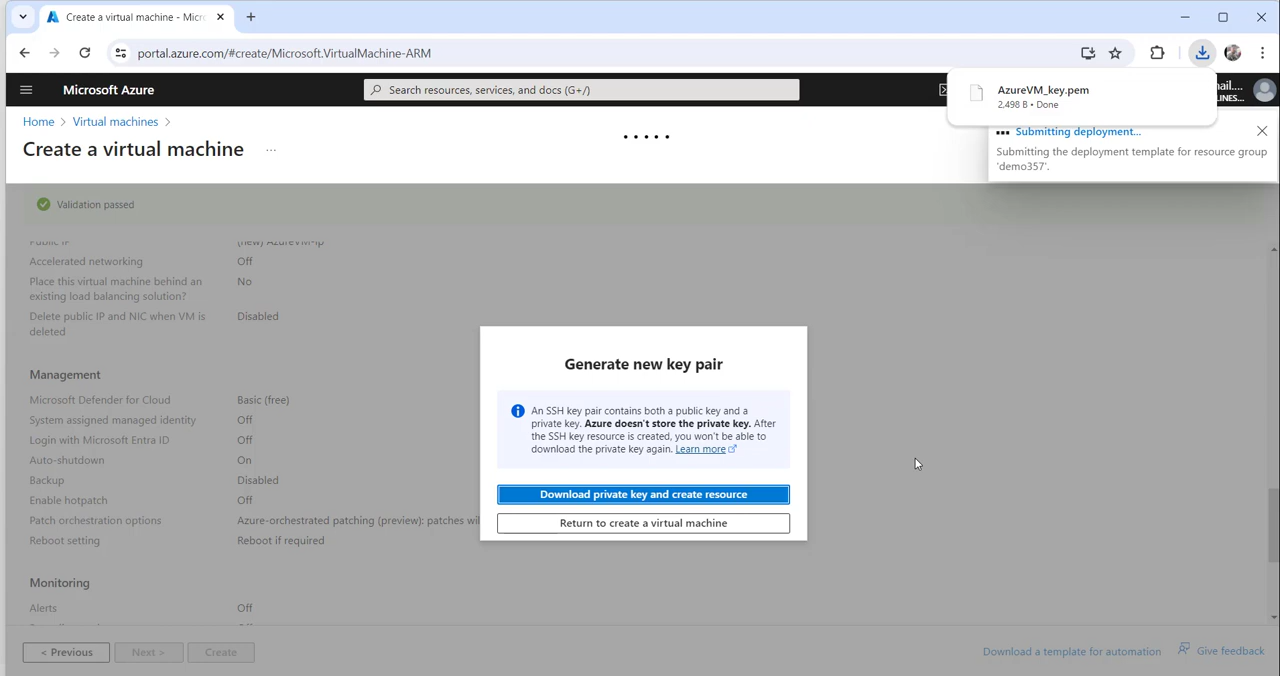 Create a virtual machine - Micr
portal.azure.com/#create/Microsoft.VirtualMachine-ARM
Microsoft Azure
Search resources, services, and docs (G+/)
AzureVM_key.pem
2,498 B • Done
Home > Virtual machines >
Create a virtual machine ...
Submitting deployment...
Submitting the deployment template for resource group
'demo357'.
Validation passed
Public IP (new) AzureVM-ip
Accelerated networking Off
Place this virtual machine behind an No
existing load balancing solution?
Delete public IP and NIC when VM is Disabled
deleted
Management
Microsoft Defender for Cloud Basic (free)
System assigned managed identity Off
Login with Microsoft Entra ID Off
Auto-shutdown On
Backup Disabled
Enable hotpatch Off
Patch orchestration options Azure-orchestrated patching (preview): patches wil
Reboot setting Reboot if required
Monitoring
Alerts Off
Generate new key pair
An SSH key pair contains both a public key and a
private key. Azure doesn't store the private key. After
the SSH key resource is created, you won't be able to
download the private key again. Learn more
Download private key and create resource
Return to create a virtual machine
< Previous
Next >
Create
Download a template for automation
Give feedback